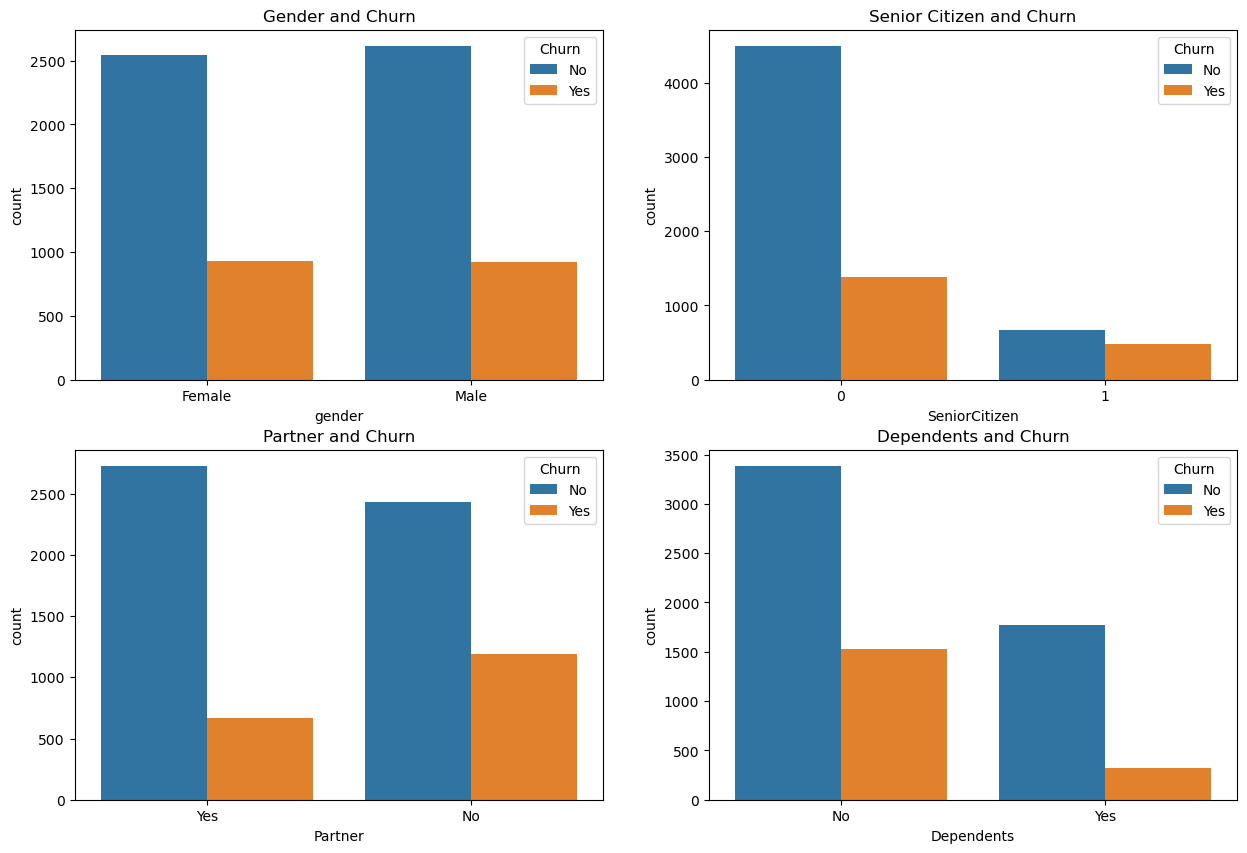 Gender and Churn
2500
2000
1500
1000
500
0
count
Churn
No
Yes
Female
Male
gender
Senior Citizen and Churn
4000
3000
2000
1000
0
count
Churn
No
Yes
0
1
SeniorCitizen
Partner and Churn
2500
2000
1500
1000
500
0
count
Churn
No
Yes
Yes
No
Partner
Dependents and Churn
3500
3000
2500
2000
1500
1000
500
0
count
Churn
No
Yes
No
Yes
Dependents